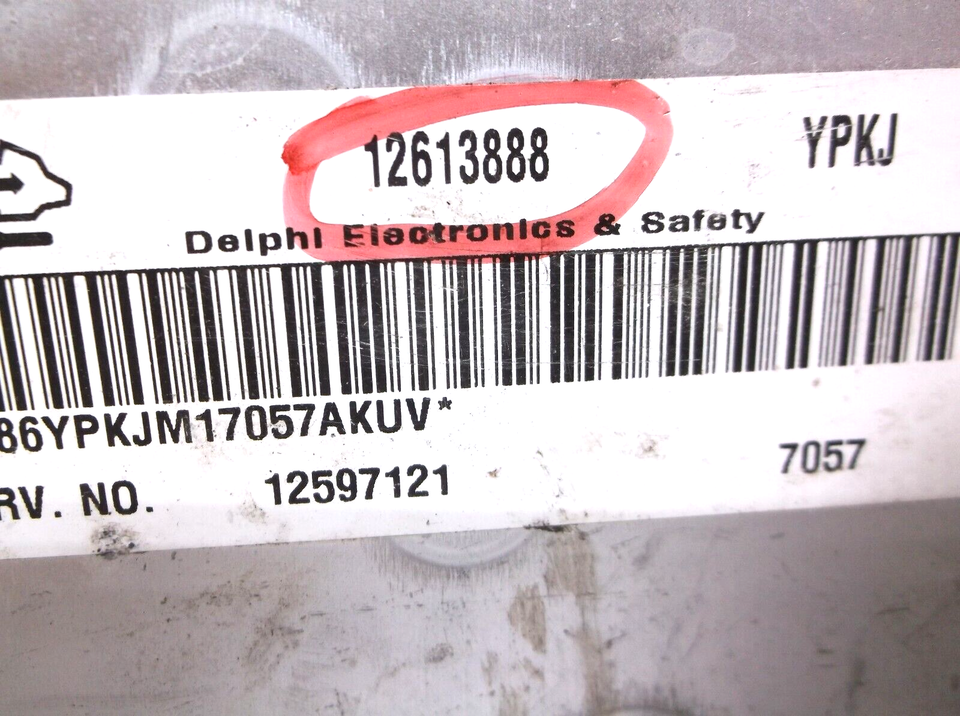 12613888 YPKJ
Delphi Electronics & Safety
86YPKJM17057AKUV*
RV. NO. 12597121 7057